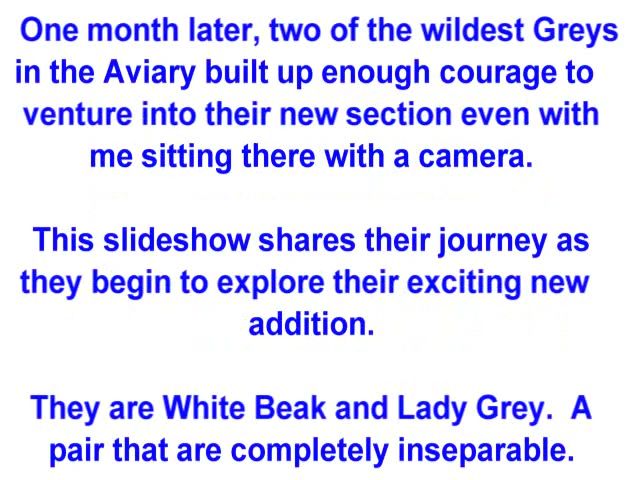 One month later, two of the wildest Greys
in the Aviary built up enough courage to
venture into their new section even with
me sitting there with a camera.
This slideshow shares their journey as
they begin to explore their exciting new
addition.
They are White Beak and Lady Grey.  A
pair that are completely inseparable.